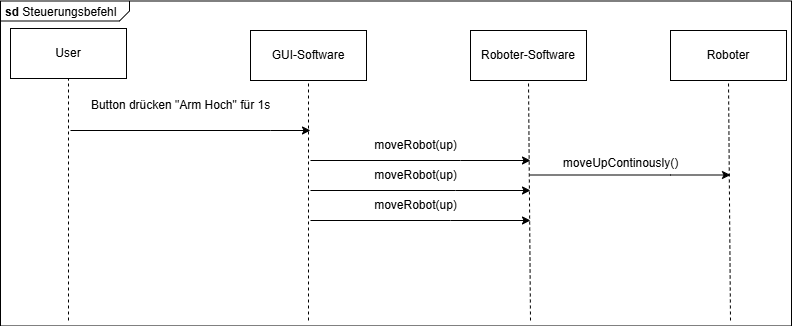 sd Steuerungsbefehl
User
GUI-Software
Roboter-Software
Roboter
Button drücken "Arm Hoch" für 1s
moveRobot(up)
moveUpContinously()
moveRobot(up)
moveRobot(up)